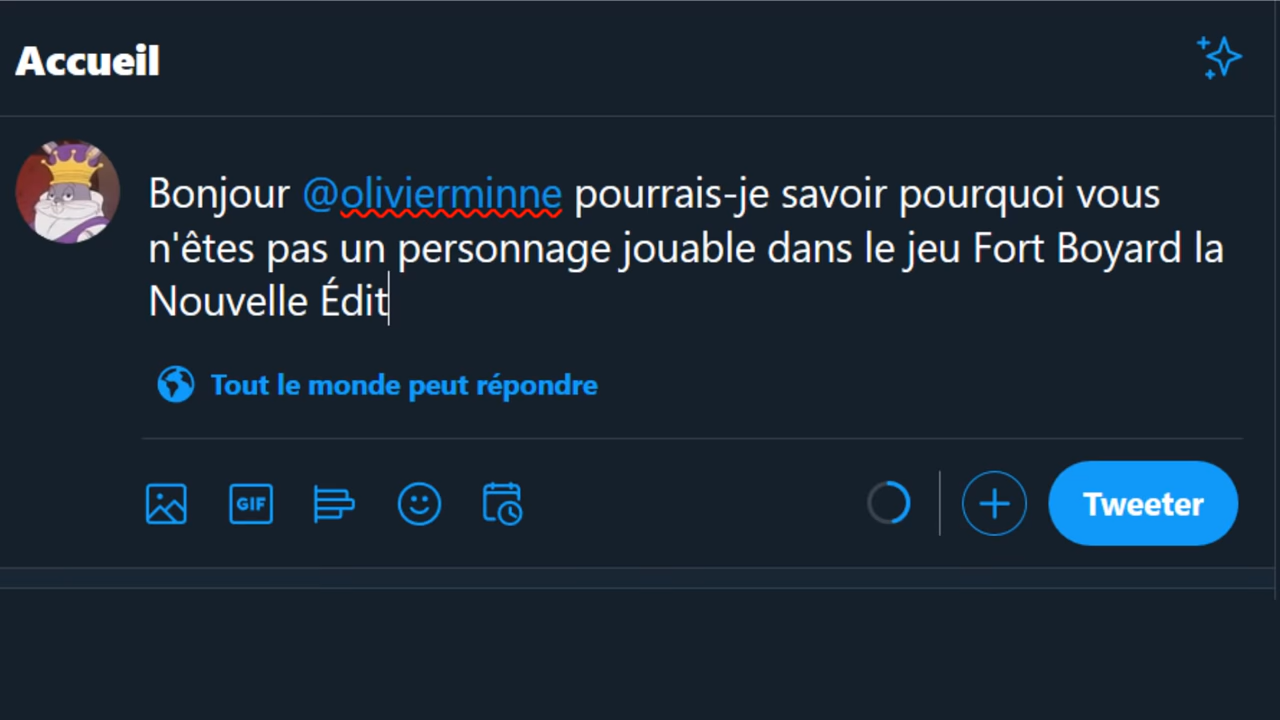 Accueil
Bonjour @olivierminne pourrais-je savoir pourquoi vous
n'êtes pas un personnage jouable dans le jeu Fort Boyard la
Nouvelle Édit
Tout le monde peut répondre
GIF
Tweeter